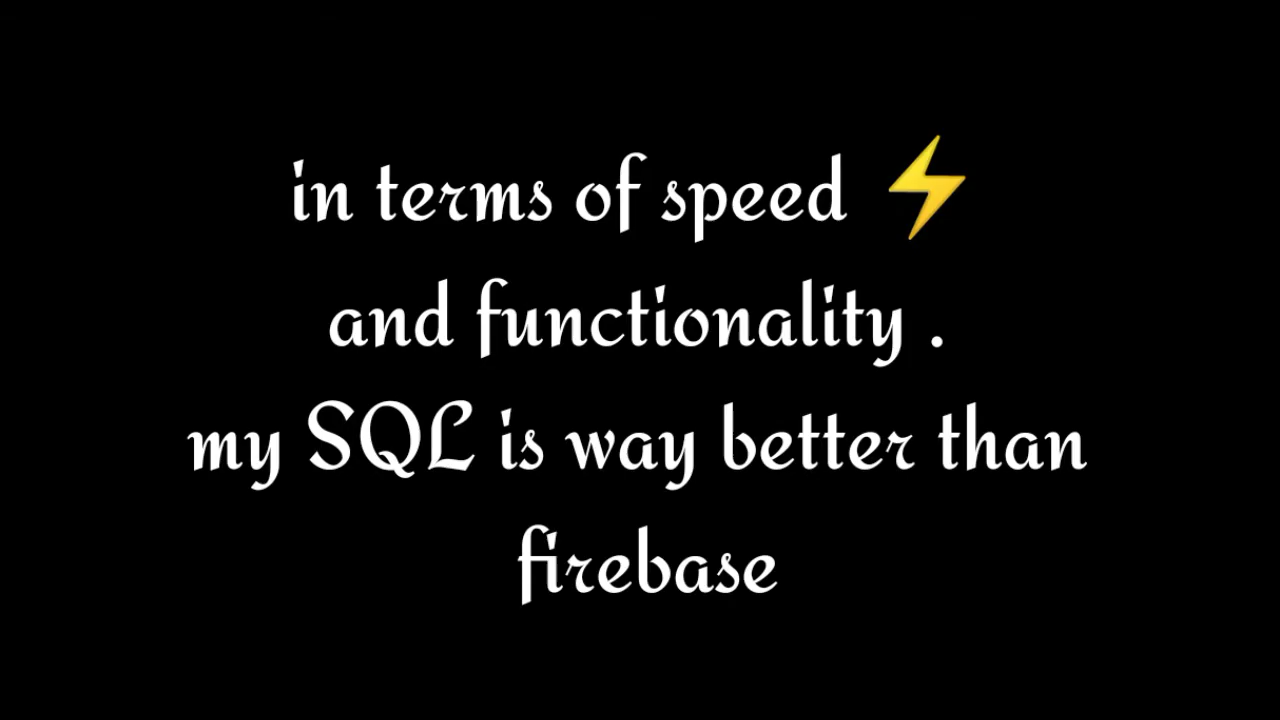 in terms of speed ⚡
and functionality .
my SQL is way better than
firebase